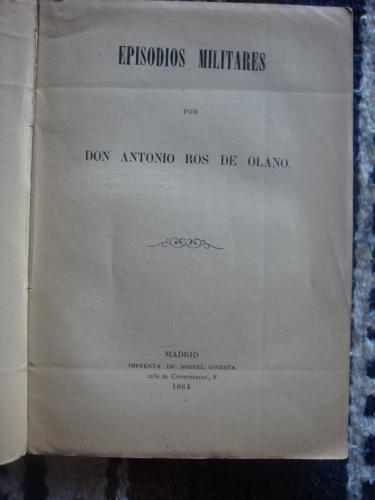 EPISODIOS MILITARES
POR
DON ANTONIO ROS DE OLANO.
MADRID
IMPRENTA DE MIGUEL GINESTA
calle de Campomanes, 8
1884